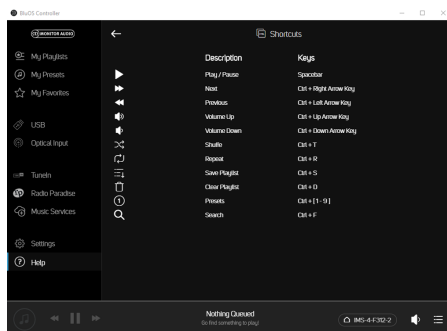 BluOS Controller
MONITOR AUDIO
Shortcuts
My Playlists
My Presets
My Favorites
USB
Optical Input
TuneIn
Radio Paradise
Music Services
Settings
Help
Description Keys
Play / Pause Spacebar
Next Ctrl + Right Arrow Key
Previous Ctrl + Left Arrow Key
Volume Up Ctrl + Up Arrow Key
Volume Down Ctrl + Down Arrow Key
Shuffle Ctrl + T
Repeat Ctrl + R
Save Playlist Ctrl + S
Clear Playlist Ctrl + D
1 Presets Ctrl + [1-9]
Search Ctrl + F
Nothing Queued
Go find something to play!
IMS-4-F312-2